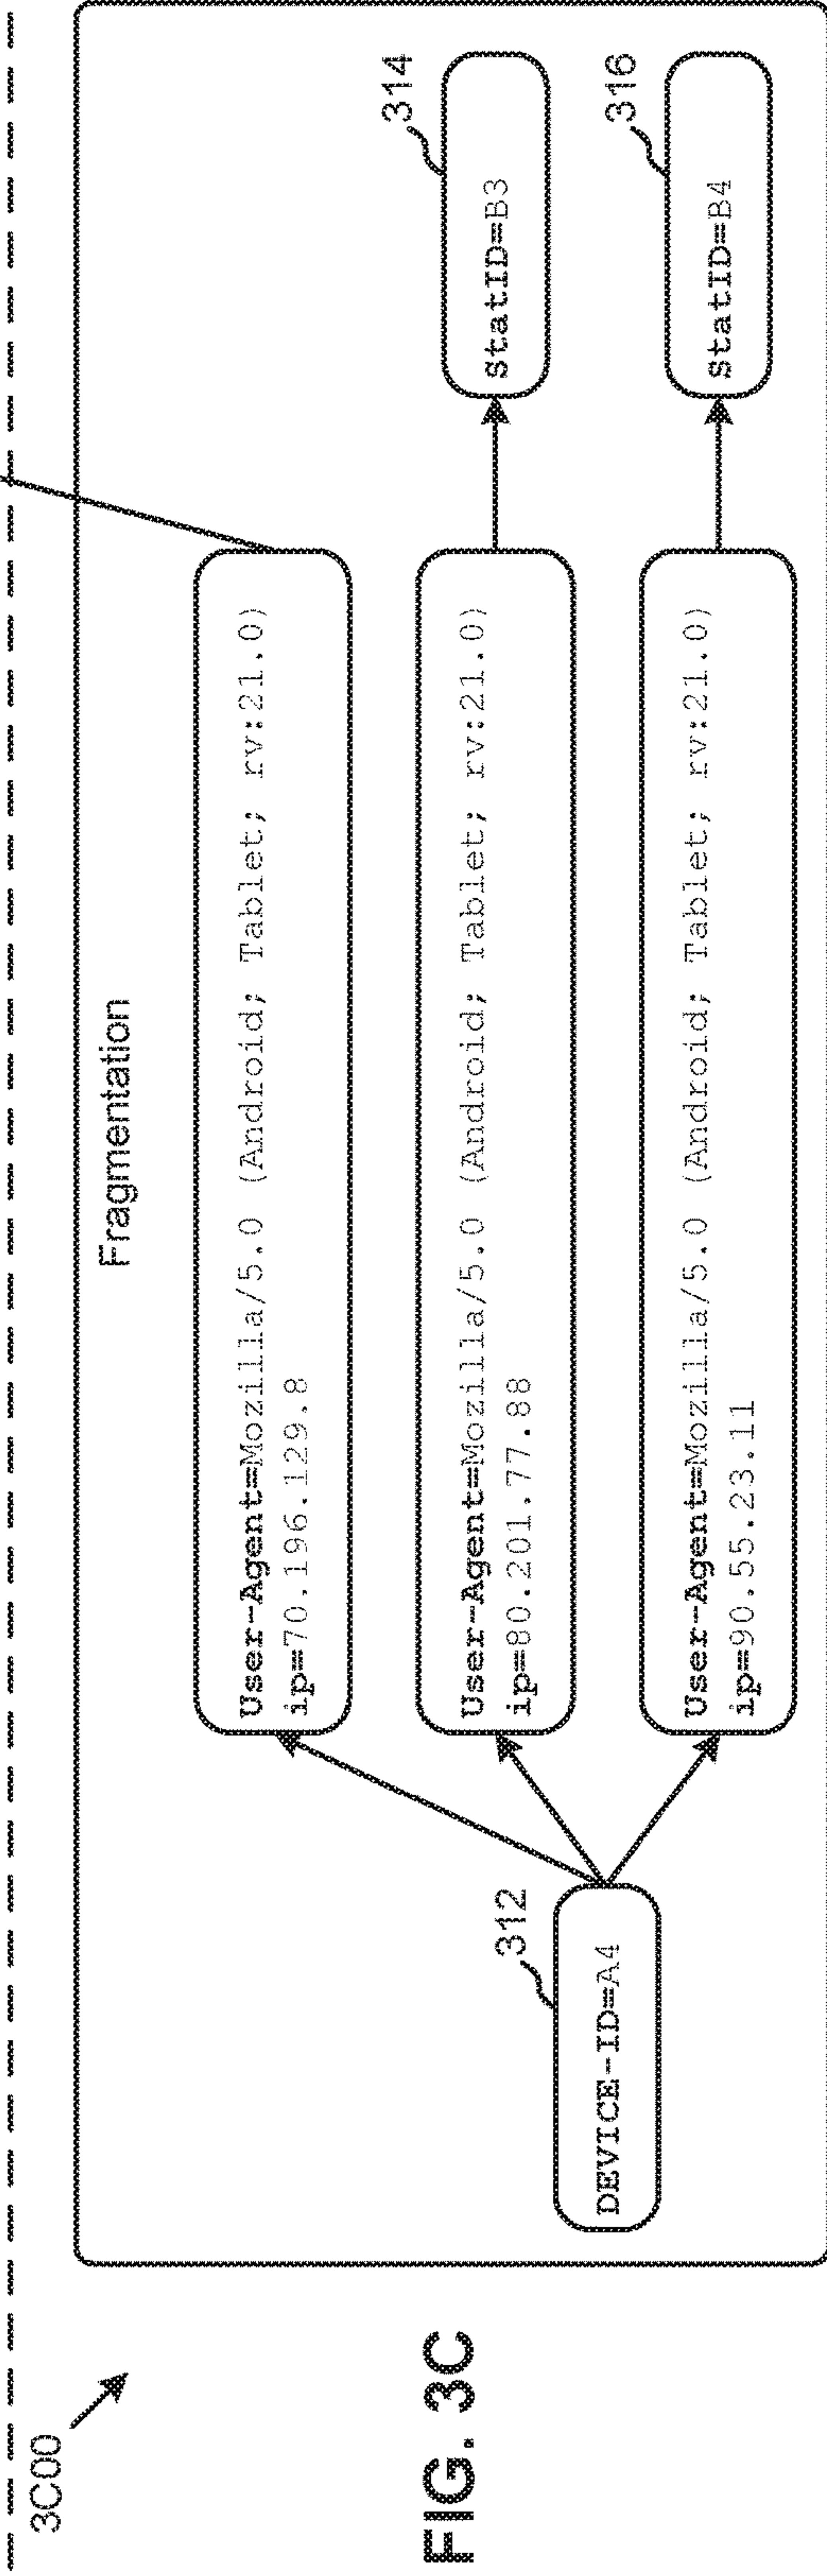 3C00
FIG. 3C
Fragmentation
312
DEVICE-ID=A4
User-Agent=Mozilla/5.0 (Android; Tablet; rv:21.0)
ip=70.196.129.8
User-Agent=Mozilla/5.0 (Android; Tablet; rv:21.0)
ip=80.201.77.88
User-Agent=Mozilla/5.0 (Android; Tablet; rv:21.0)
ip=90.55.23.11
314
StatID=B3
316
StatID=B4